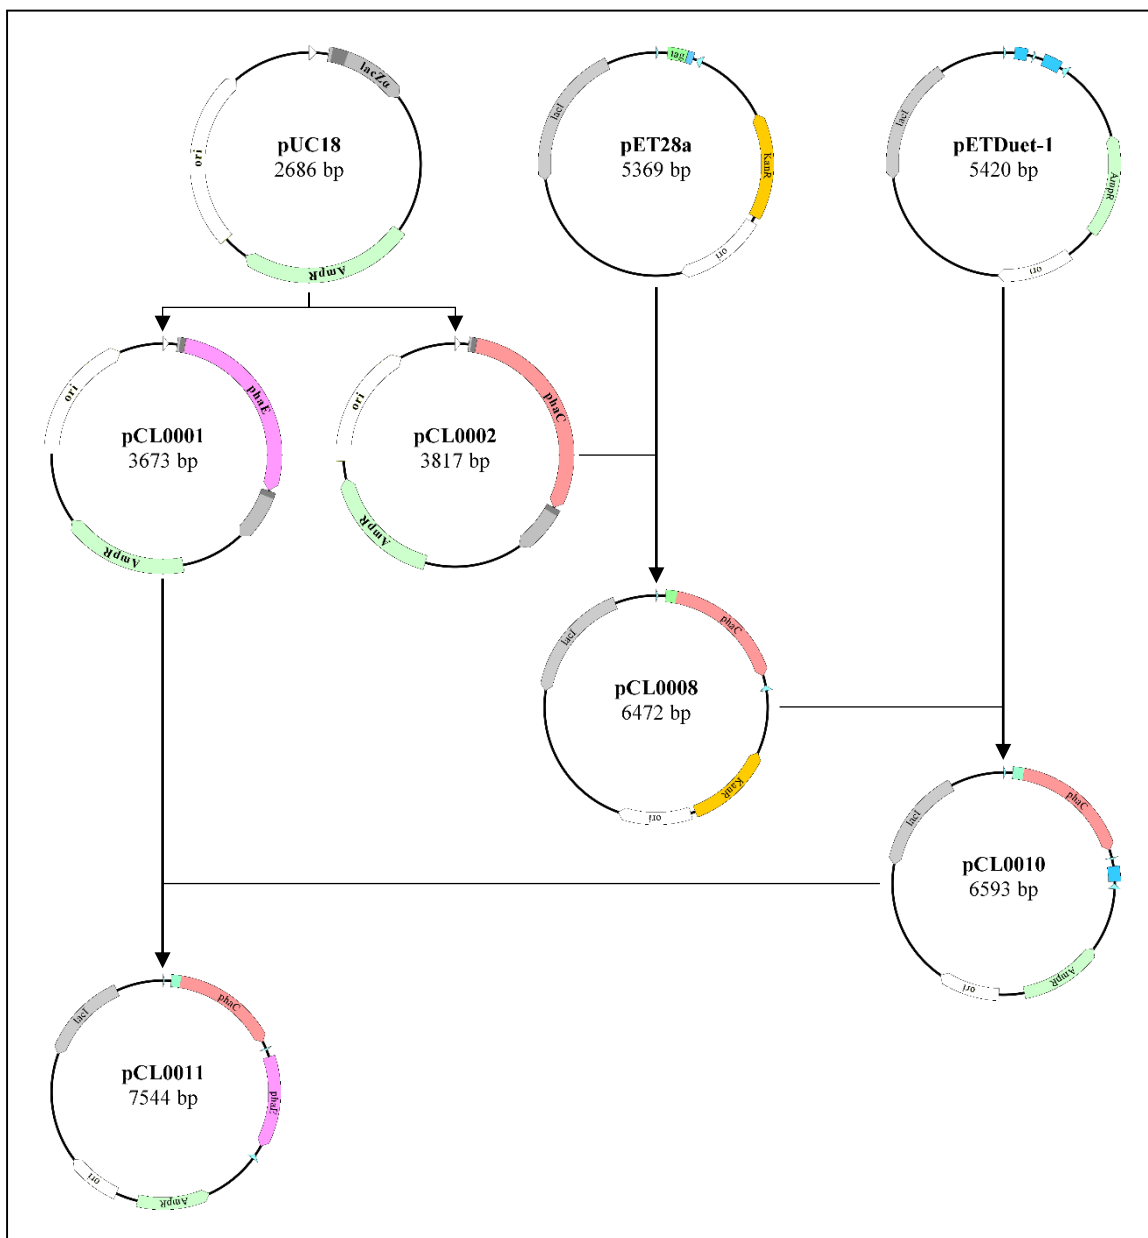 lacZα
ori
pUC18
2686 bp
AmpR
tag
lacI
pET28a
5369 bp
KanR
ori
lacI
pETDuet-1
5420 bp
AmpR
ori
ori
phaE
pCL0001
3673 bp
AmpR
ori
phaC
pCL0002
3817 bp
AmpR
lacI
phaC
pCL0008
6472 bp
KanR
ori
lacI
phaC
pCL0010
6593 bp
AmpR
ori
lacI
phaC
pCL0011
7544 bp
phaE
AmpR
ori